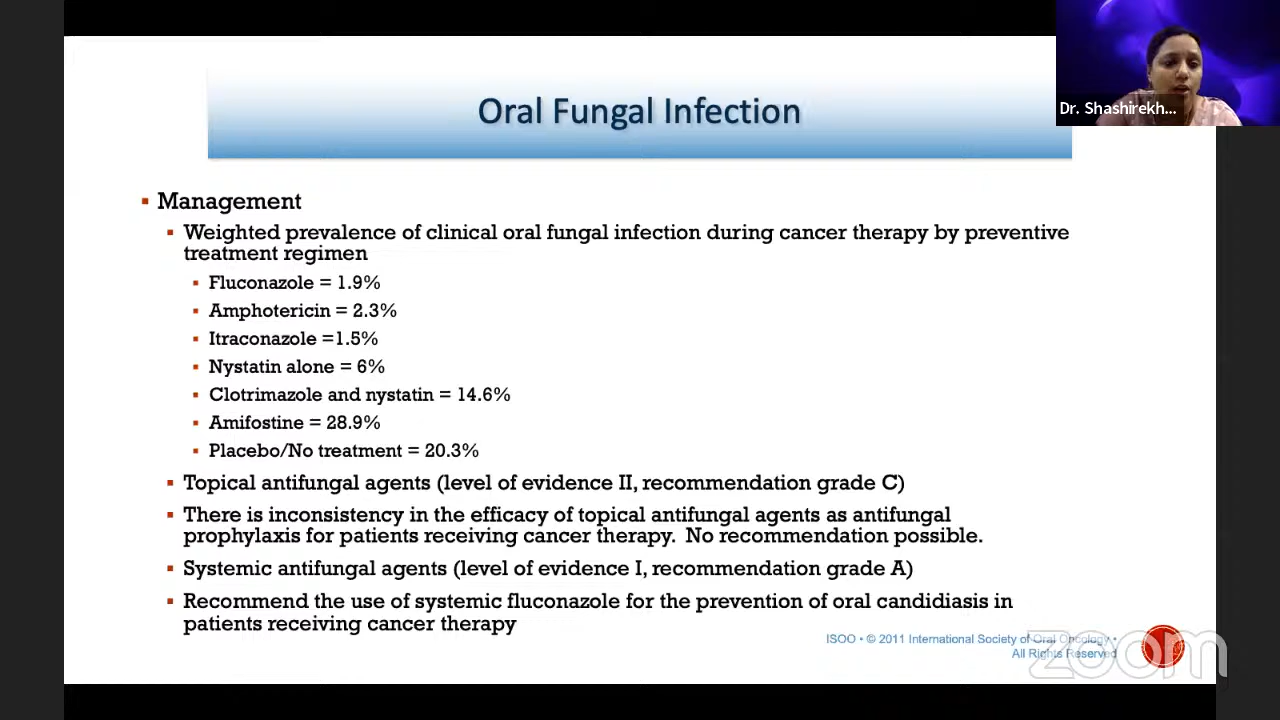 Oral Fungal Infection
Dr. Shashirekh...
▪ Management
▪ Weighted prevalence of clinical oral fungal infection during cancer therapy by preventive
treatment regimen
▪ Fluconazole = 1.9%
▪ Amphotericin = 2.3%
▪ Itraconazole =1.5%
▪ Nystatin alone = 6%
▪ Clotrimazole and nystatin = 14.6%
▪ Amifostine = 28.9%
▪ Placebo/No treatment = 20.3%
▪ Topical antifungal agents (level of evidence II, recommendation grade C)
▪ There is inconsistency in the efficacy of topical antifungal agents as antifungal
prophylaxis for patients receiving cancer therapy. No recommendation possible.
▪ Systemic antifungal agents (level of evidence I, recommendation grade A)
▪ Recommend the use of systemic fluconazole for the prevention of oral candidiasis in
patients receiving cancer therapy
ISOO • © 2011 International Society of Oral Oncology •
All Rights Reserved
zoom